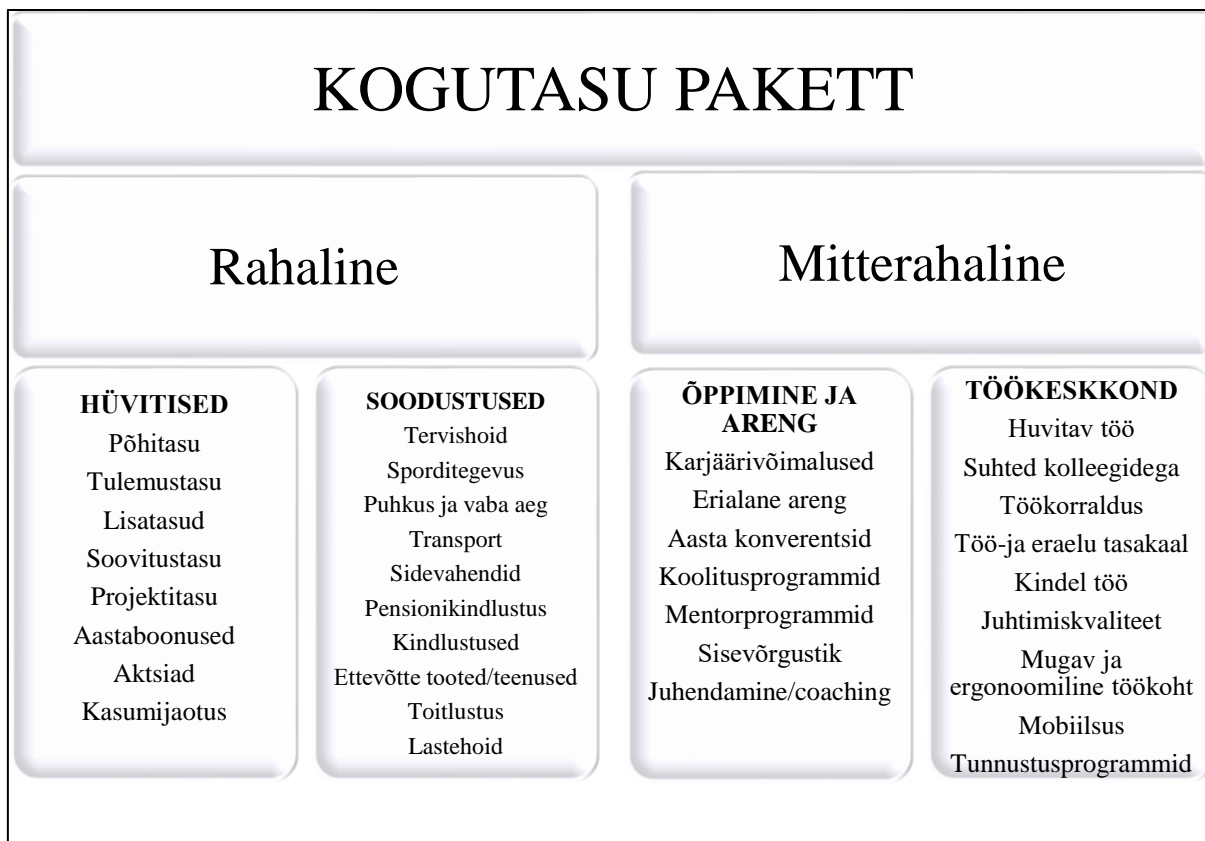 KOGUTASU PAKETT
Rahaline
Mitterahaline
HÜVITISED
Põhitasu
Tulemustasu
Lisatasud
Soovitustasu
Projektitasu
Aastaboonused
Aktsiad
Kasumijaotus
SOODUSTUSED
Tervishoid
Sporditegevus
Puhkus ja vaba aeg
Transport
Sidevahendid
Pensionikindlustus
Kindlustused
Ettevõtte tooted/teenused
Toitlustus
Lastehoid
ÕPPIMINE JA
ARENG
Karjäärivõimalused
Erialane areng
Aasta konverentsid
Koolitusprogrammid
Mentorprogrammid
Sisevõrgustik
Juhendamine/coaching
TÖÖKESKKOND
Huvitav töö
Suhted kolleegidega
Töökorraldus
Töö-ja eraelu tasakaal
Kindel töö
Juhtimiskvaliteet
Mugav ja
ergonoomiline töökoht
Mobiilsus
Tunnustusprogrammid